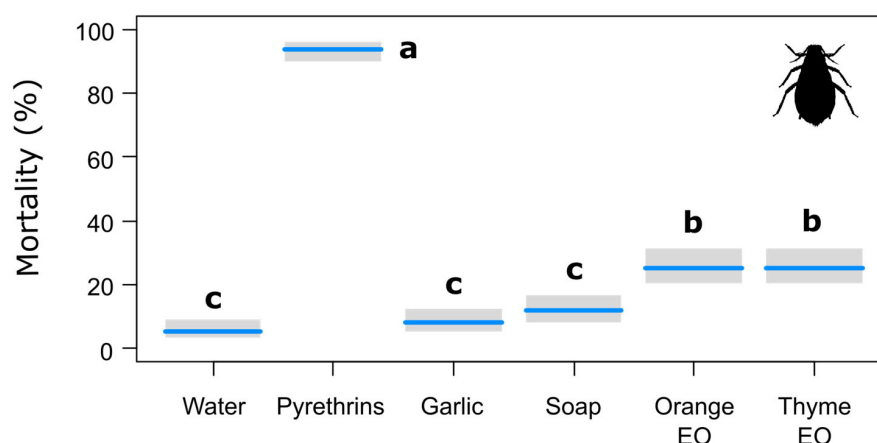 Mortality (%)
100
80
60
40
20
0
a
b
b
c
c
c
Water
Pyrethrins
Garlic
Soap
Orange
EO
Thyme
EO